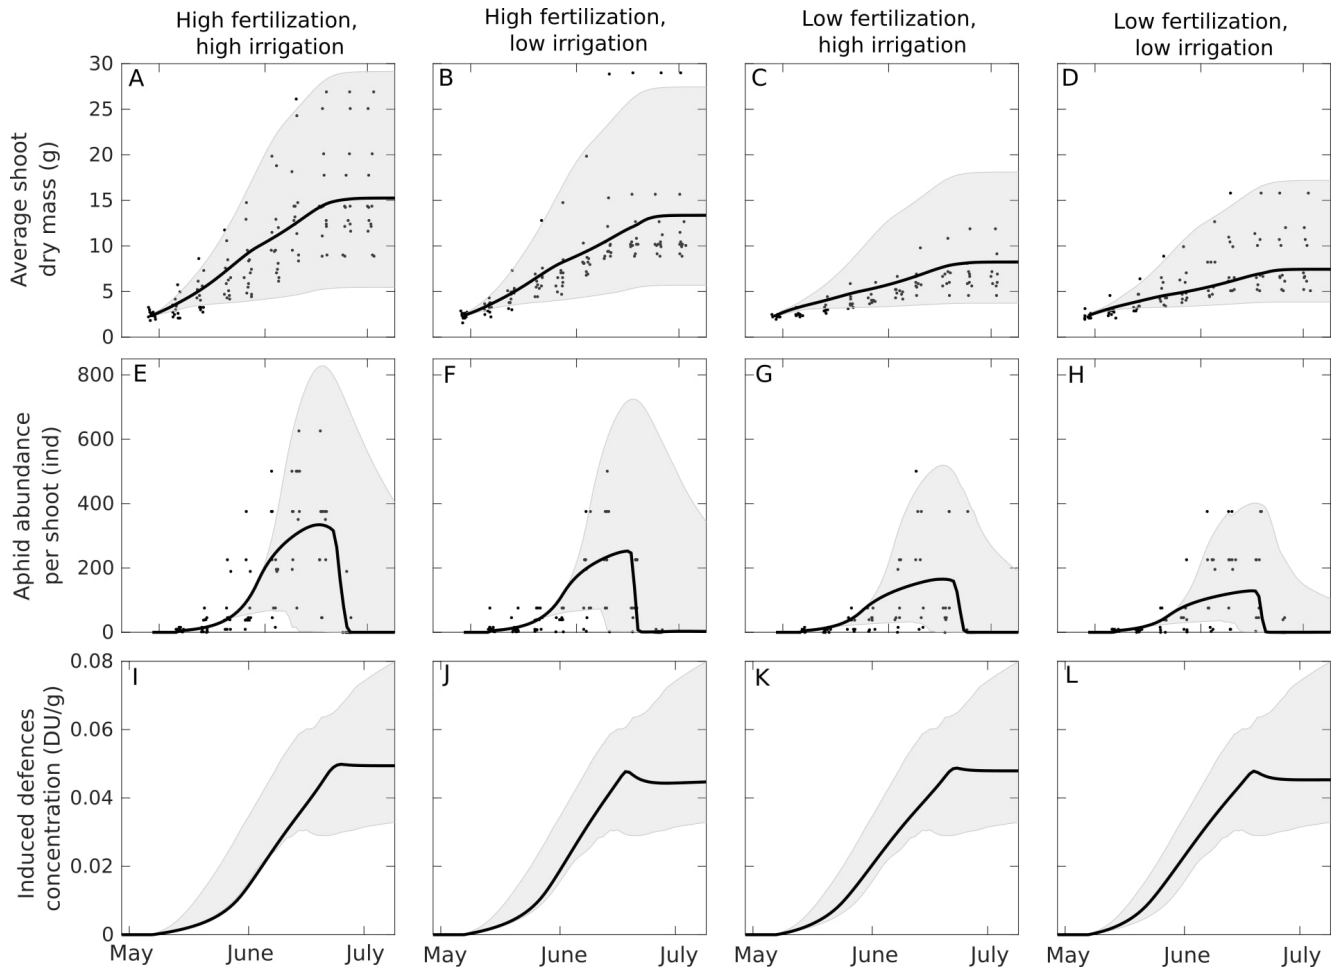 High fertilization,
high irrigation
High fertilization,
low irrigation
Low fertilization,
high irrigation
Low fertilization,
low irrigation
Average shoot
dry mass (g)
30
25
20
15
10
5
0
A
B
C
D
Aphid abundance
per shoot (ind)
800
600
400
200
0
E
F
G
H
Induced defences
concentration (DU/g)
0.08
0.06
0.04
0.02
0
I
J
K
L
May June July
May June July
May June July
May June July